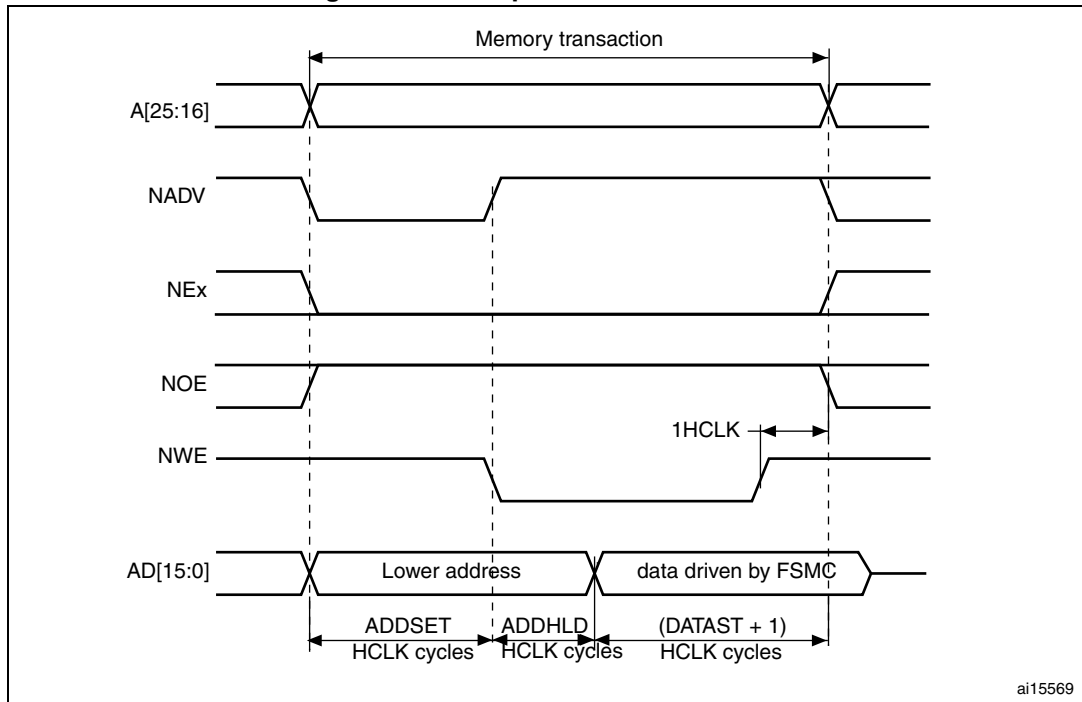 Memory transaction
A[25:16]
NADV
NEx
NOE
1HCLK
NWE
AD[15:0]
Lower address
data driven by FSMC
ADDSET
ADDHLD
(DATAST + 1)
HCLK cycles
HCLK cycles
HCLK cycles
ai15569